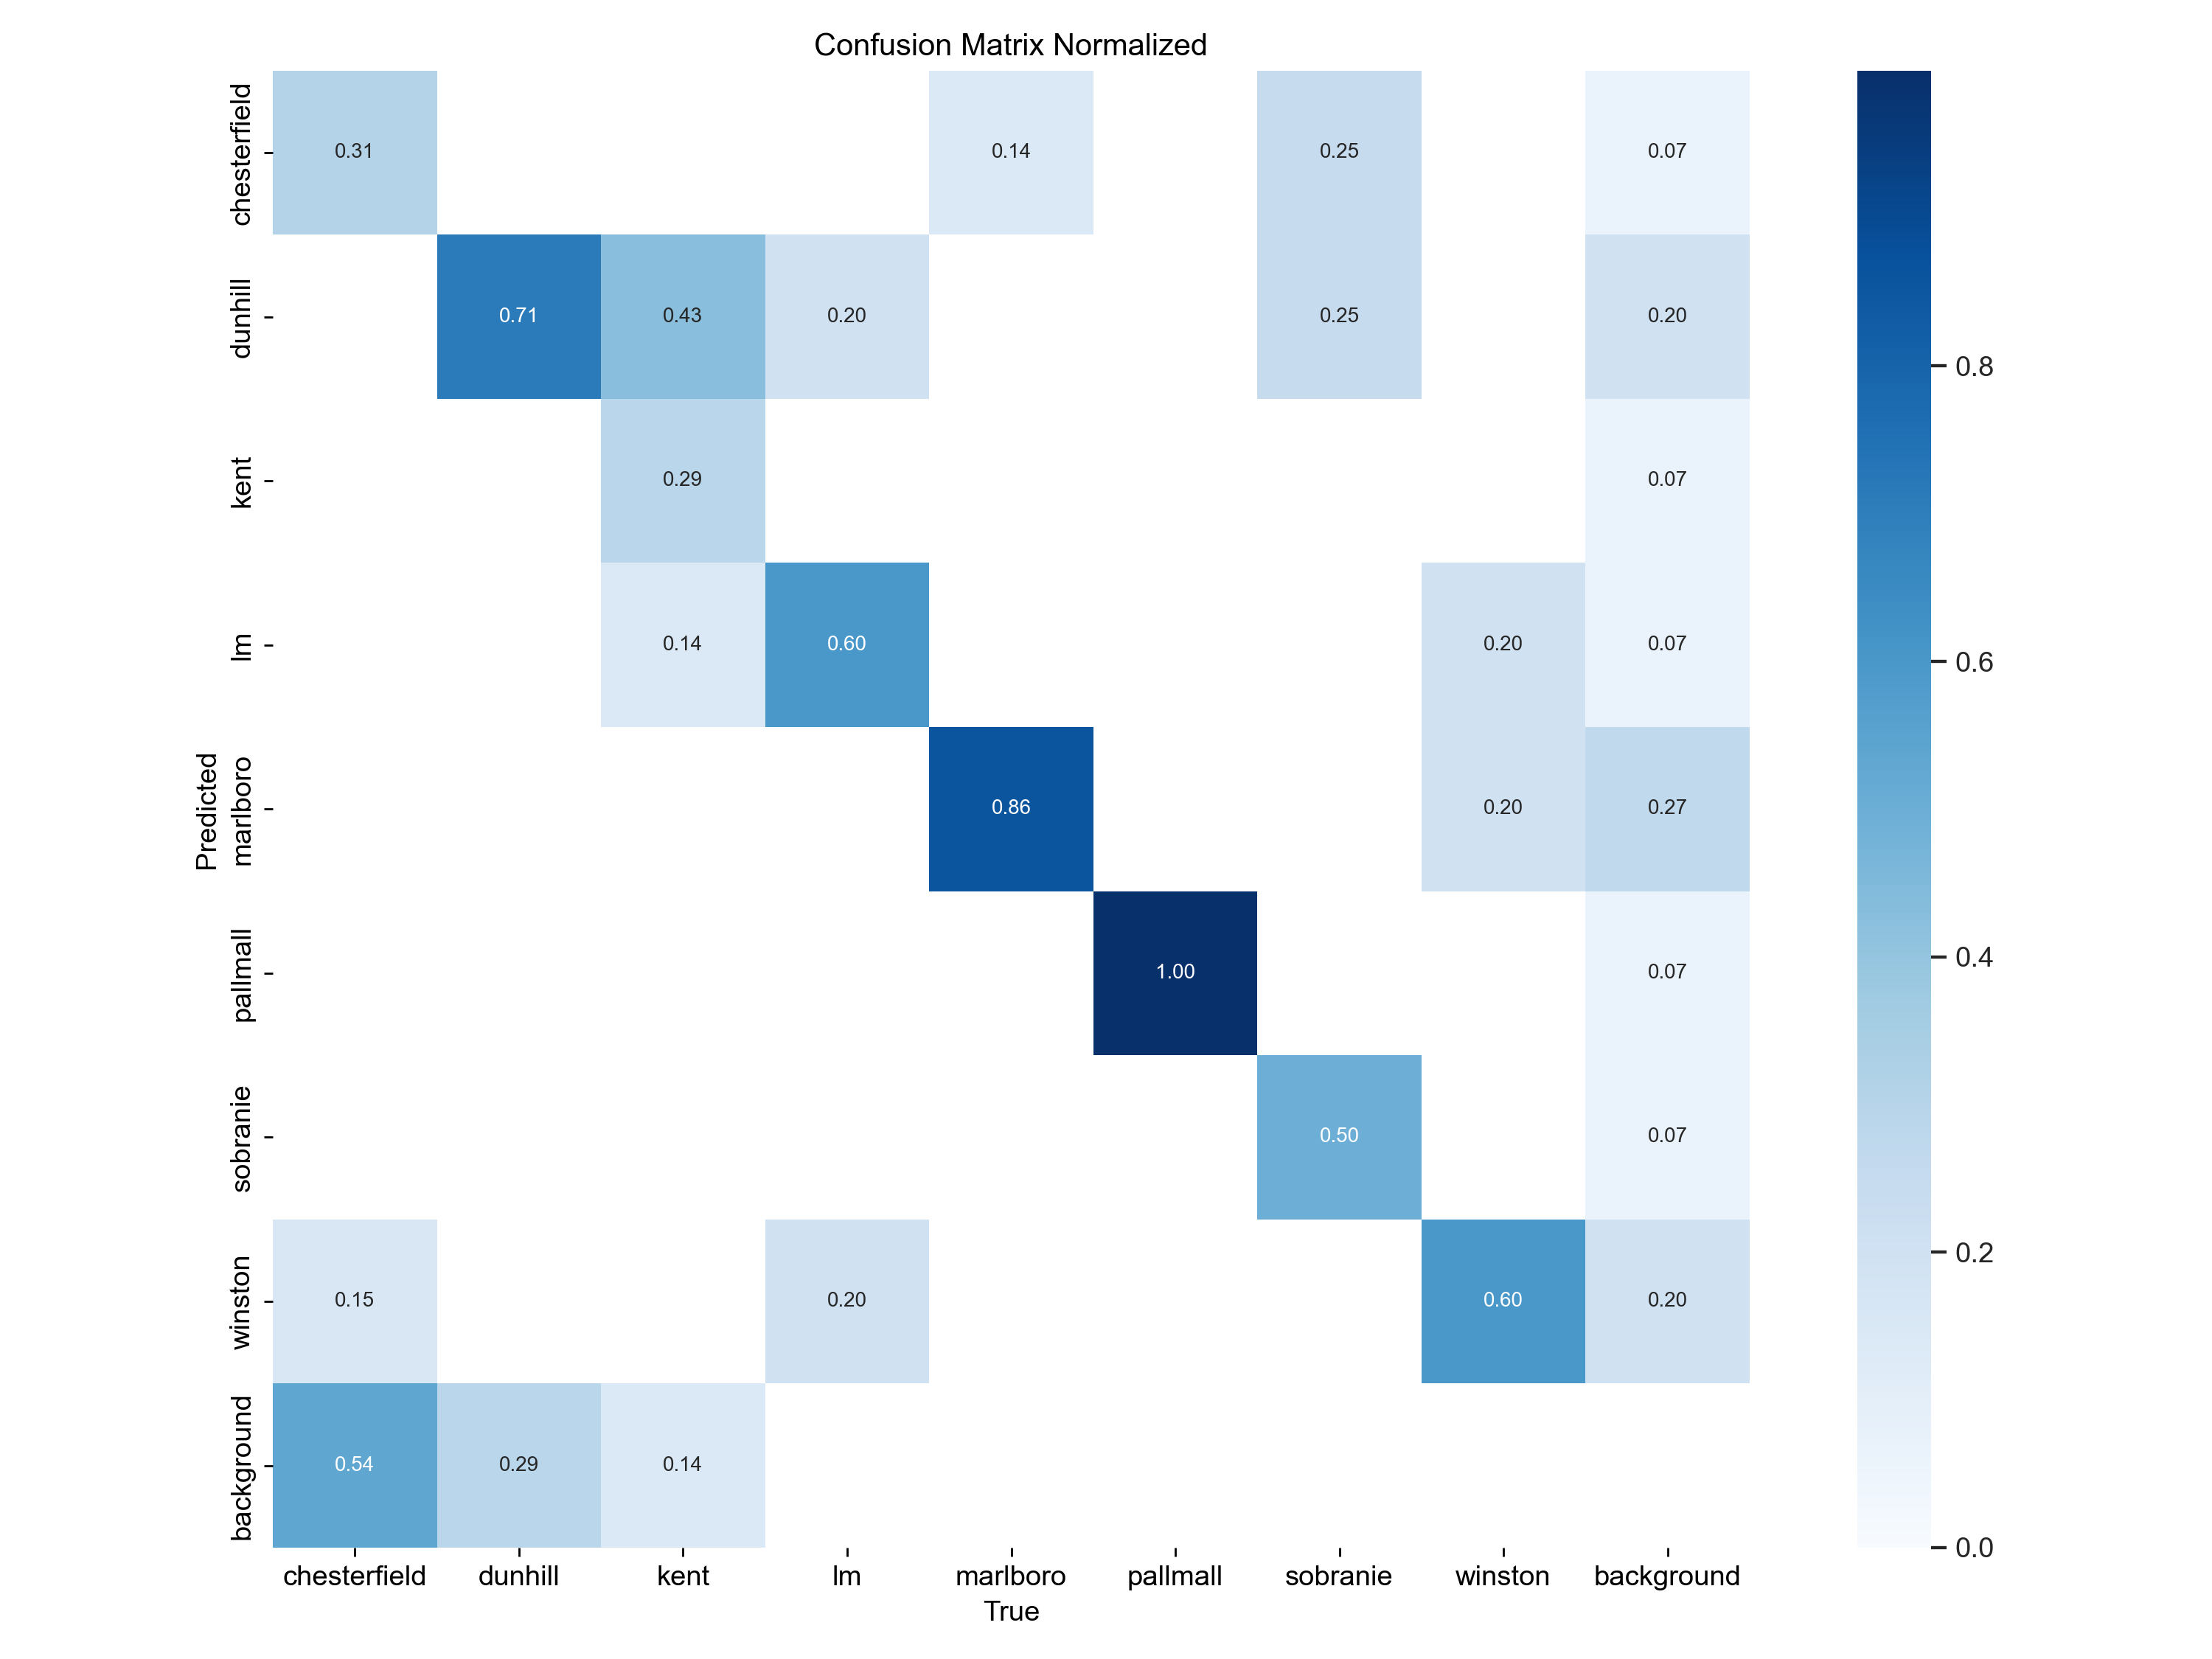 Confusion Matrix Normalized
chesterfield 0.31 0.14 0.25 0.07
dunhill 0.71 0.43 0.20 0.25 0.20
kent 0.29 0.07
lm 0.14 0.60 0.20 0.07
marlboro 0.86 0.20 0.27
pallmall 1.00 0.07
sobranie 0.50 0.07
winston 0.15 0.20 0.60 0.20
background 0.54 0.29 0.14
Predicted
chesterfield dunhill kent lm marlboro pallmall sobranie winston background
True
0.8
0.6
0.4
0.2
0.0